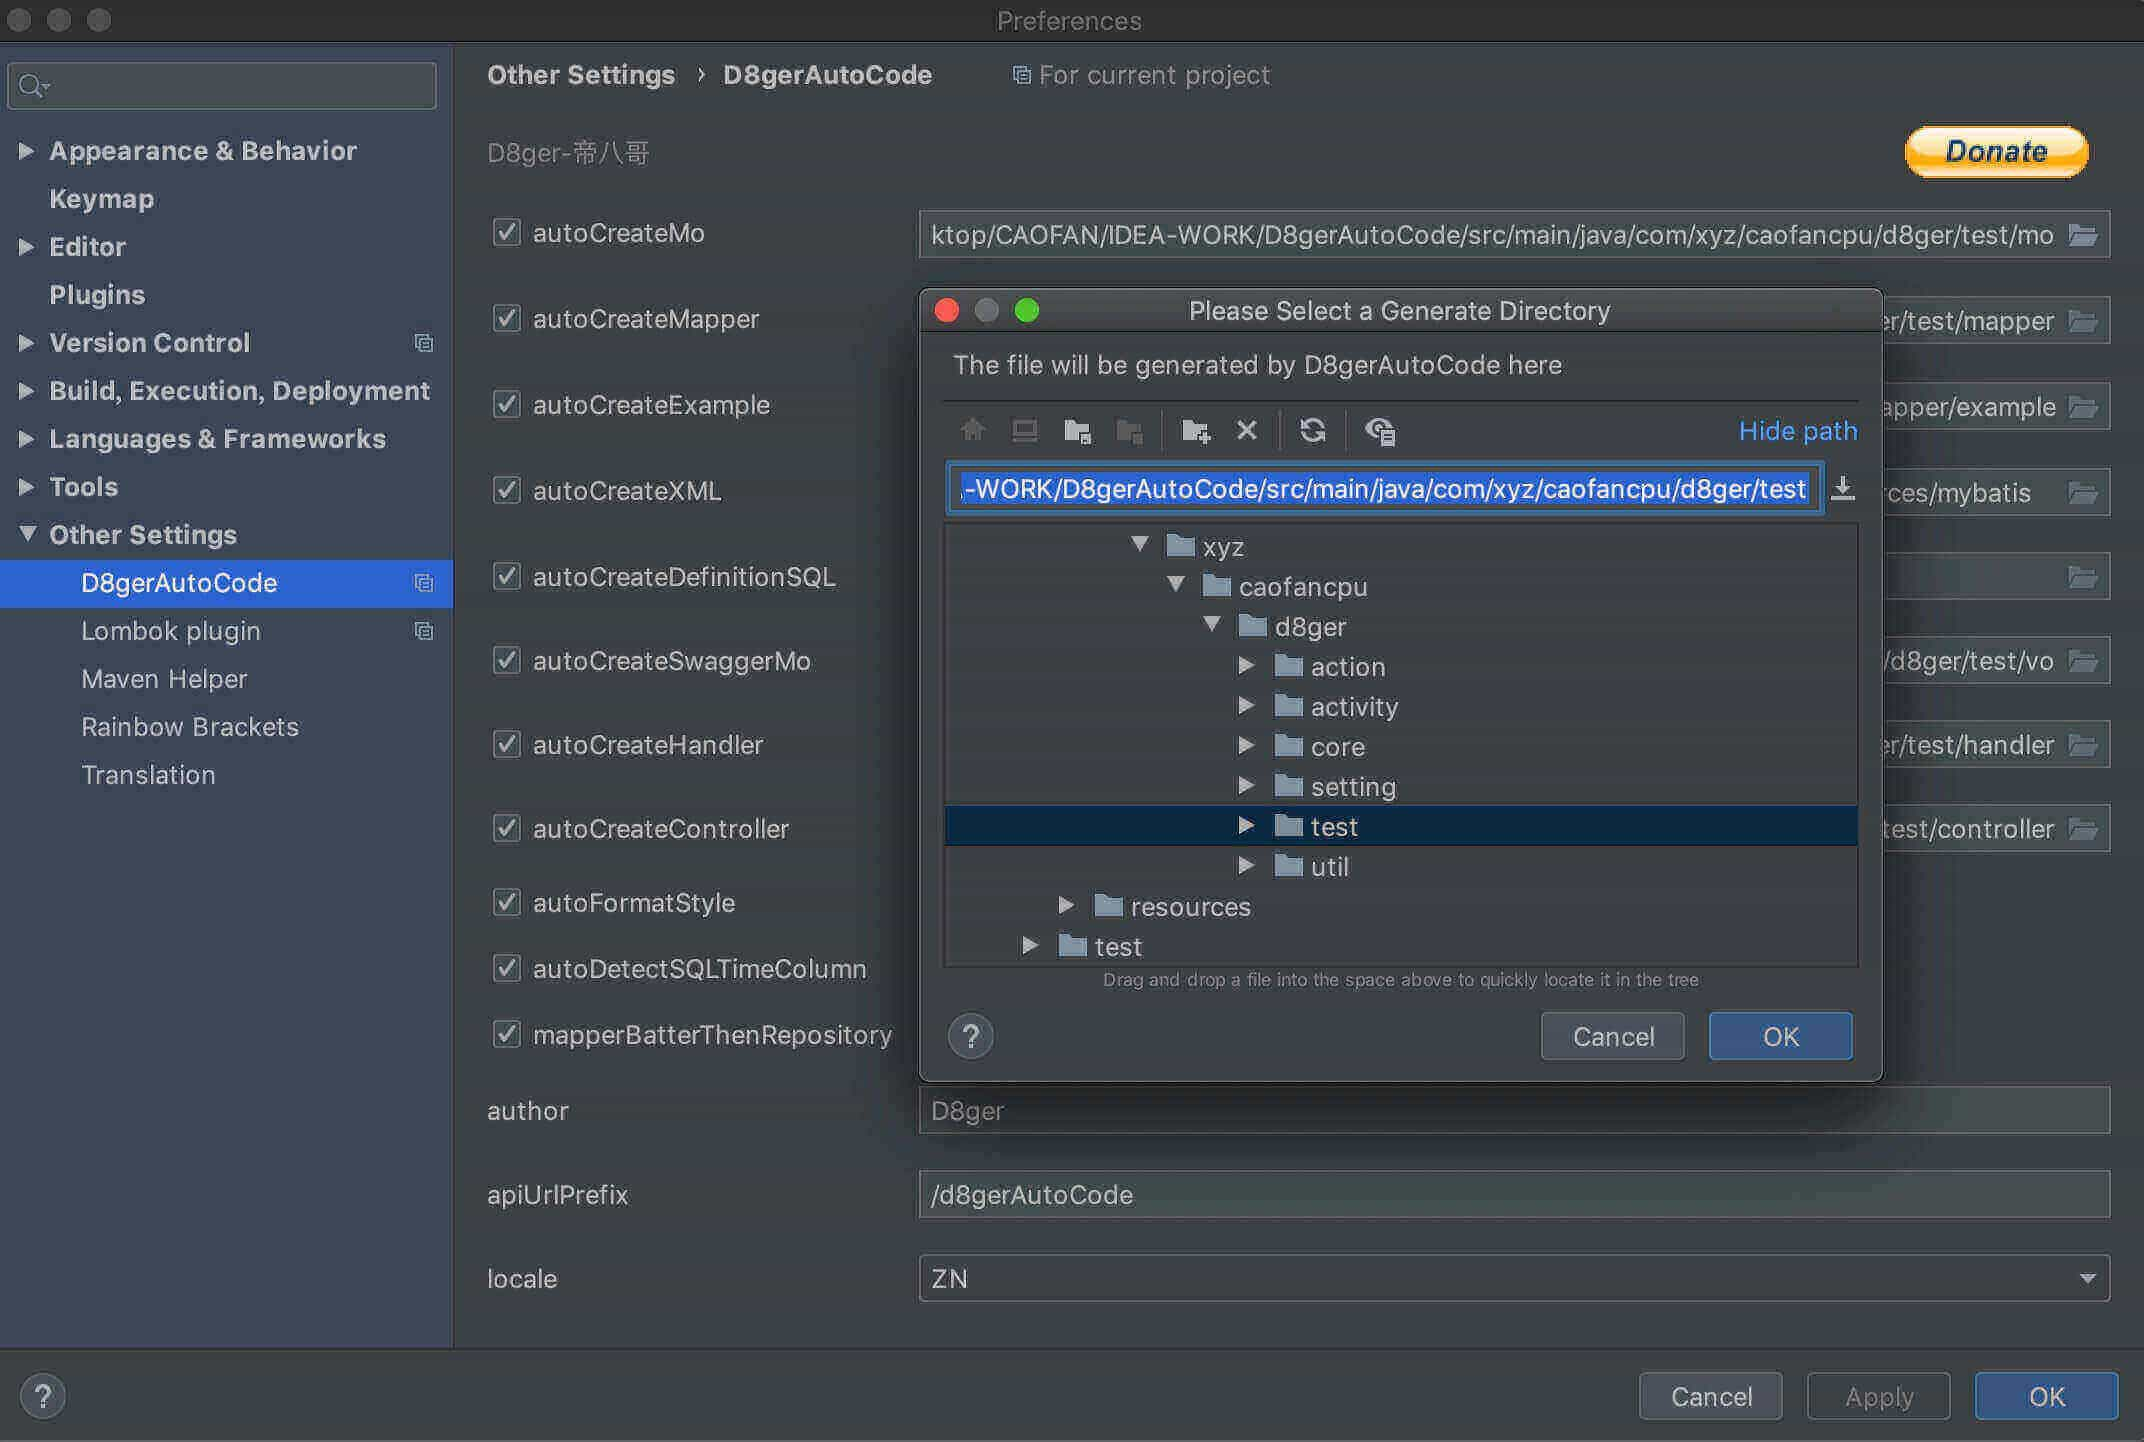 Preferences
Other Settings › D8gerAutoCode For current project
Appearance & Behavior
Keymap
Editor
Plugins
Version Control
Build, Execution, Deployment
Languages & Frameworks
Tools
Other Settings
D8gerAutoCode
Lombok plugin
Maven Helper
Rainbow Brackets
Translation
D8ger-帝八哥
Donate
autoCreateMo
ktop/CAOFAN/IDEA-WORK/D8gerAutoCode/src/main/java/com/xyz/caofancpu/d8ger/test/mo
autoCreateMapper
er/test/mapper
autoCreateExample
apper/example
autoCreateXML
rces/mybatis
autoCreateDefinitionSQL
autoCreateSwaggerMo
/d8ger/test/vo
autoCreateHandler
er/test/handler
autoCreateController
test/controller
autoFormatStyle
autoDetectSQLTimeColumn
mapperBatterThenRepository
author
D8ger
apiUrlPrefix
/d8gerAutoCode
locale
ZN
Please Select a Generate Directory
The file will be generated by D8gerAutoCode here
Hide path
-WORK/D8gerAutoCode/src/main/java/com/xyz/caofancpu/d8ger/test
xyz
caofancpu
d8ger
action
activity
core
setting
test
util
resources
test
Drag and drop a file into the space above to quickly locate it in the tree
?
Cancel
OK
?
Cancel
Apply
OK